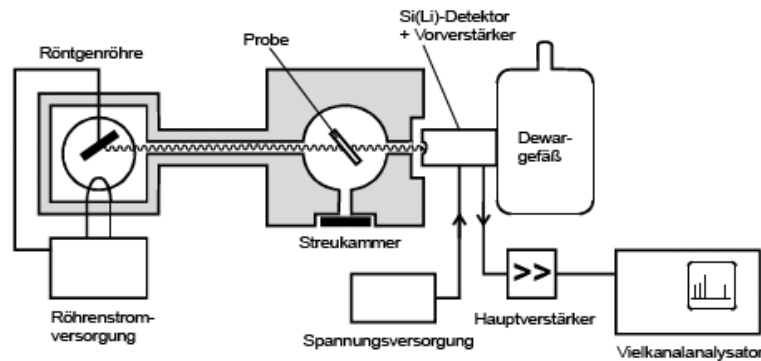 Si(Li)-Detektor
+ Vorverstärker
Probe
Röntgenröhre
Dewar-
gefäß
Streukammer
>>
Röhrenstrom-
versorgung
Spannungsversorgung
Hauptverstärker
Vielkanalanalysator